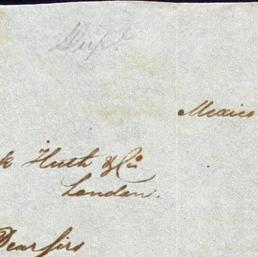 Mexico
k Huth & Co
London.
Dear sirs